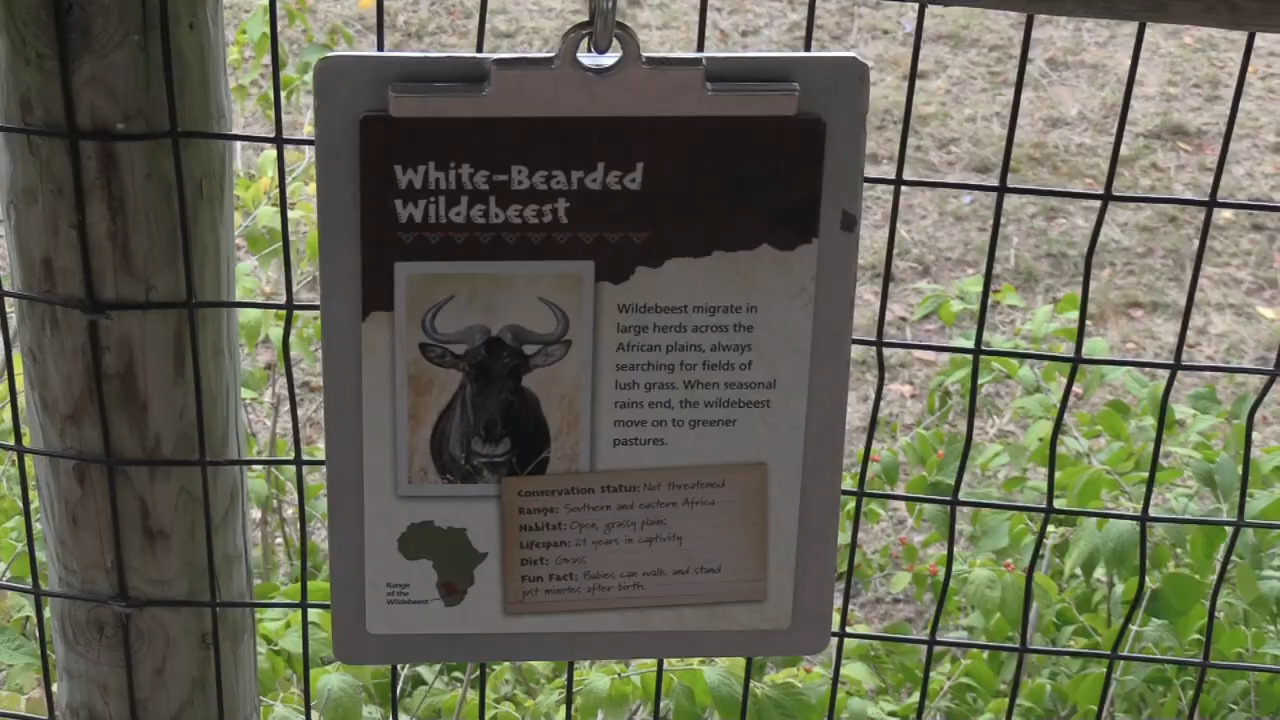 White-Bearded
Wildebeest
Wildebeest migrate in
large herds across the
African plains, always
searching for fields of
lush grass. When seasonal
rains end, the wildebeest
move on to greener
pastures.
Conservation Status: Not threatened
Range: Southern and eastern Africa
Habitat: Open, grassy plains
Lifespan: 21 years in captivity
Diet: Grass
Fun Fact: Babies can walk and stand
just minutes after birth.
Range
of the
Wildebeest